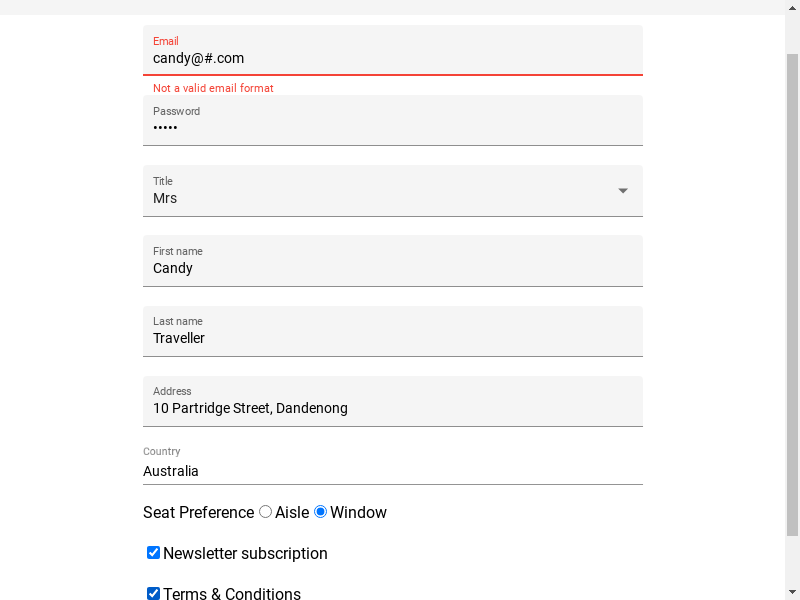 Email
candy@#.com
Not a valid email format
Password
•••••
Title
Mrs
First name
Candy
Last name
Traveller
Address
10 Partridge Street, Dandenong
Country
Australia
Seat Preference Aisle Window
Newsletter subscription
Terms & Conditions